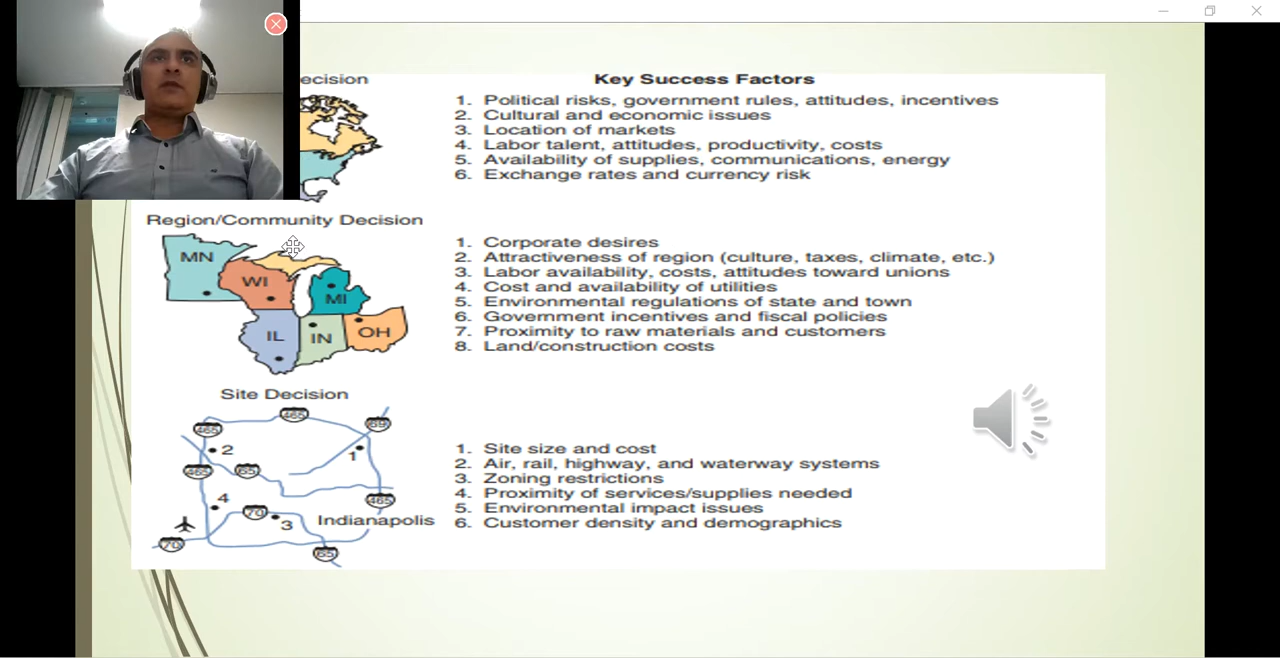 ecision
Key Success Factors
1. Political risks, government rules, attitudes, incentives
2. Cultural and economic issues
3. Location of markets
4. Labor talent, attitudes, productivity, costs
5. Availability of supplies, communications, energy
6. Exchange rates and currency risk
Region/Community Decision
MN
WI
MI
IL
IN
OH
1. Corporate desires
2. Attractiveness of region (culture, taxes, climate, etc.)
3. Labor availability, costs, attitudes toward unions
4. Cost and availability of utilities
5. Environmental regulations of state and town
6. Government incentives and fiscal policies
7. Proximity to raw materials and customers
8. Land/construction costs
Site Decision
465
69
465
2
1
465
65
465
4
70
3
Indianapolis
70
65
1. Site size and cost
2. Air, rail, highway, and waterway systems
3. Zoning restrictions
4. Proximity of services/supplies needed
5. Environmental impact issues
6. Customer density and demographics